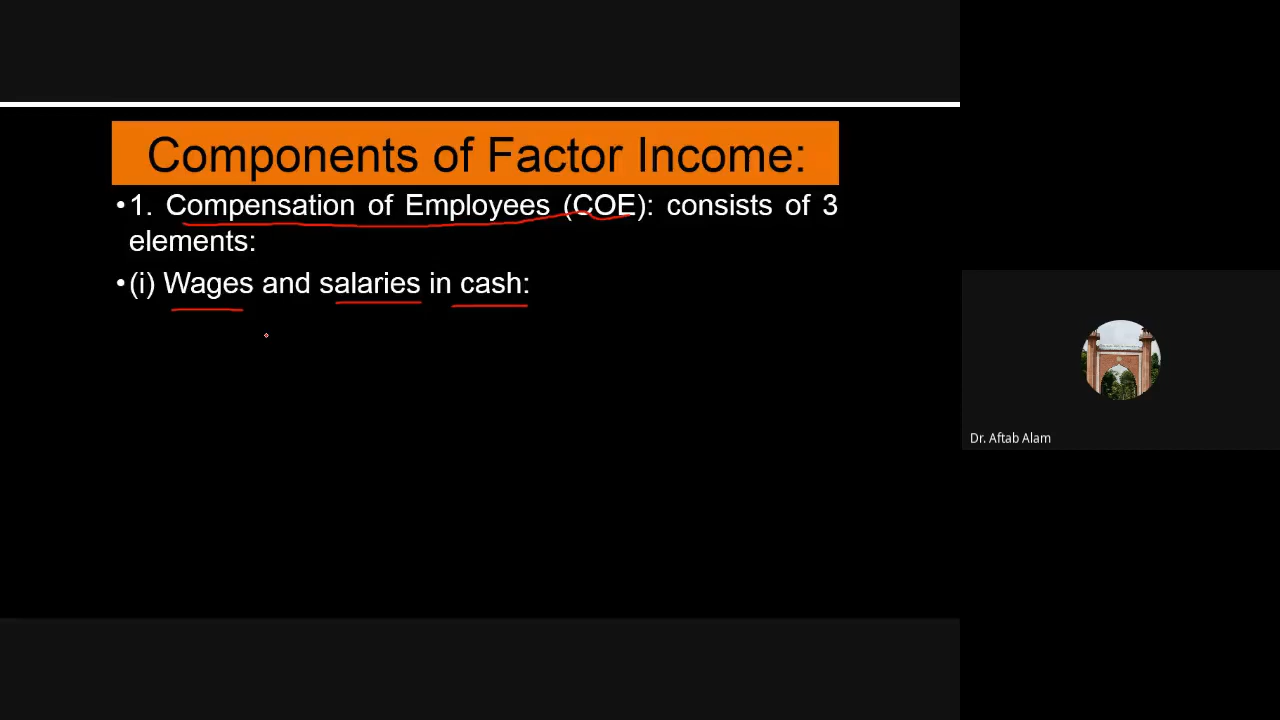 Components of Factor Income:
•1. Compensation of Employees (COE): consists of 3
elements:
•(i) Wages and salaries in cash:
Dr. Aftab Alam